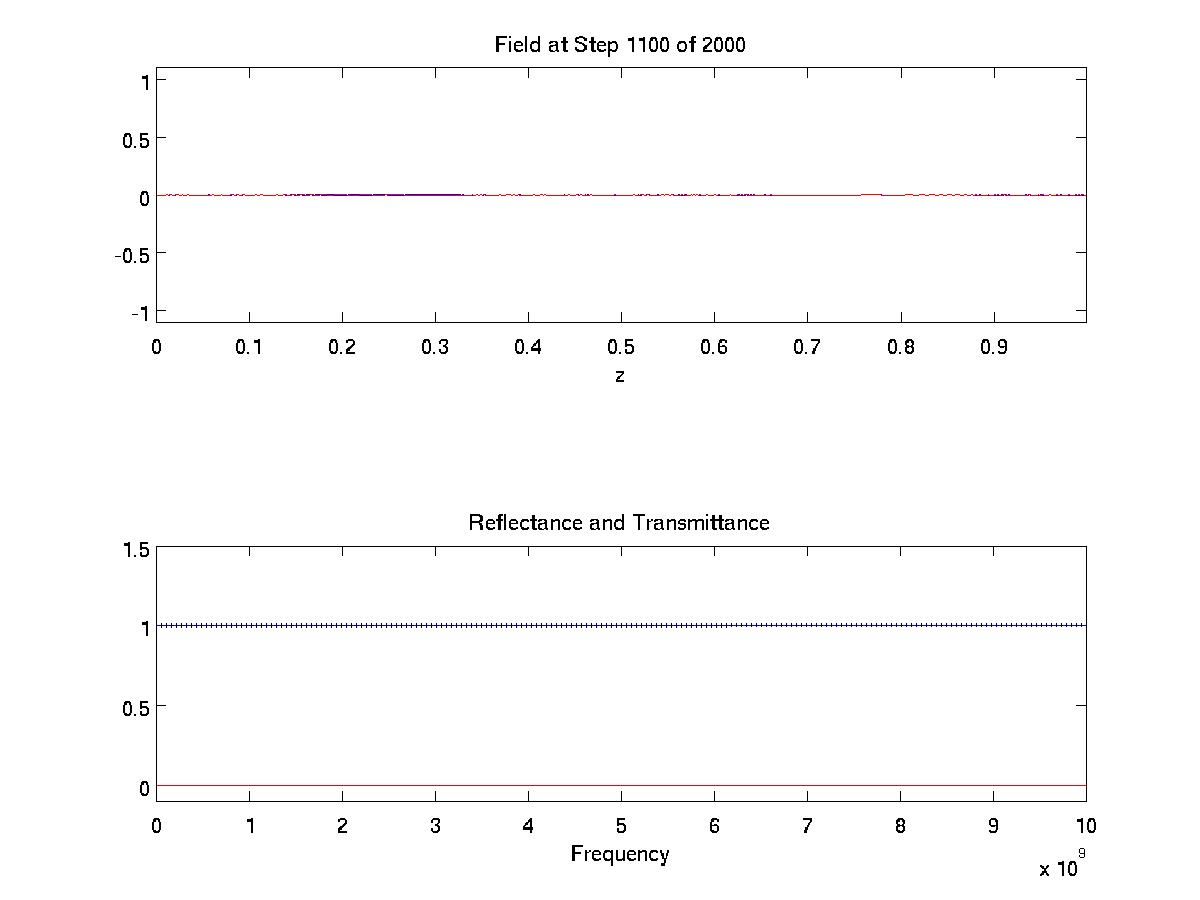 Field at Step 1100 of 2000
1
0.5
0
-0.5
-1
0 0.1 0.2 0.3 0.4 0.5 0.6 0.7 0.8 0.9
z
Reflectance and Transmittance
1.5
1
0.5
0
0 1 2 3 4 5 6 7 8 9 10
Frequency
x 10^9